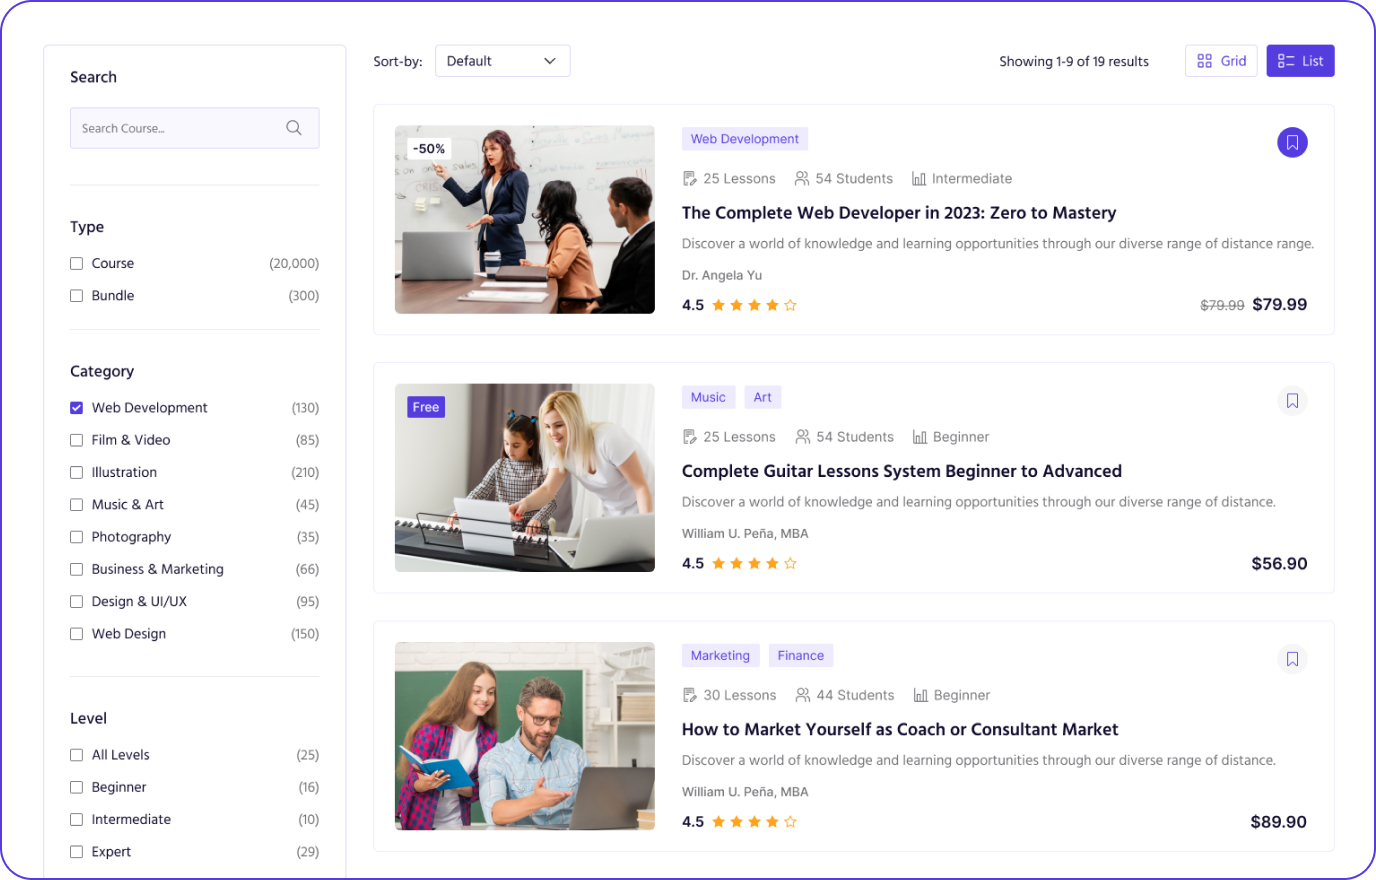 Search
Search Course...
Type
Course (20,000)
Bundle (300)
Category
Web Development (130)
Film & Video (85)
Illustration (210)
Music & Art (45)
Photography (35)
Business & Marketing (66)
Design & UI/UX (95)
Web Design (150)
Level
All Levels (25)
Beginner (16)
Intermediate (10)
Expert (29)
Sort-by: Default
Showing 1-9 of 19 results
Grid
List
-50%
Web Development
25 Lessons 54 Students Intermediate
The Complete Web Developer in 2023: Zero to Mastery
Discover a world of knowledge and learning opportunities through our diverse range of distance range.
Dr. Angela Yu
4.5
$79.99 $79.99
Free
Music Art
25 Lessons 54 Students Beginner
Complete Guitar Lessons System Beginner to Advanced
Discover a world of knowledge and learning opportunities through our diverse range of distance.
William U. Peña, MBA
4.5
$56.90
Marketing Finance
30 Lessons 44 Students Beginner
How to Market Yourself as Coach or Consultant Market
Discover a world of knowledge and learning opportunities through our diverse range of distance.
William U. Peña, MBA
4.5
$89.90